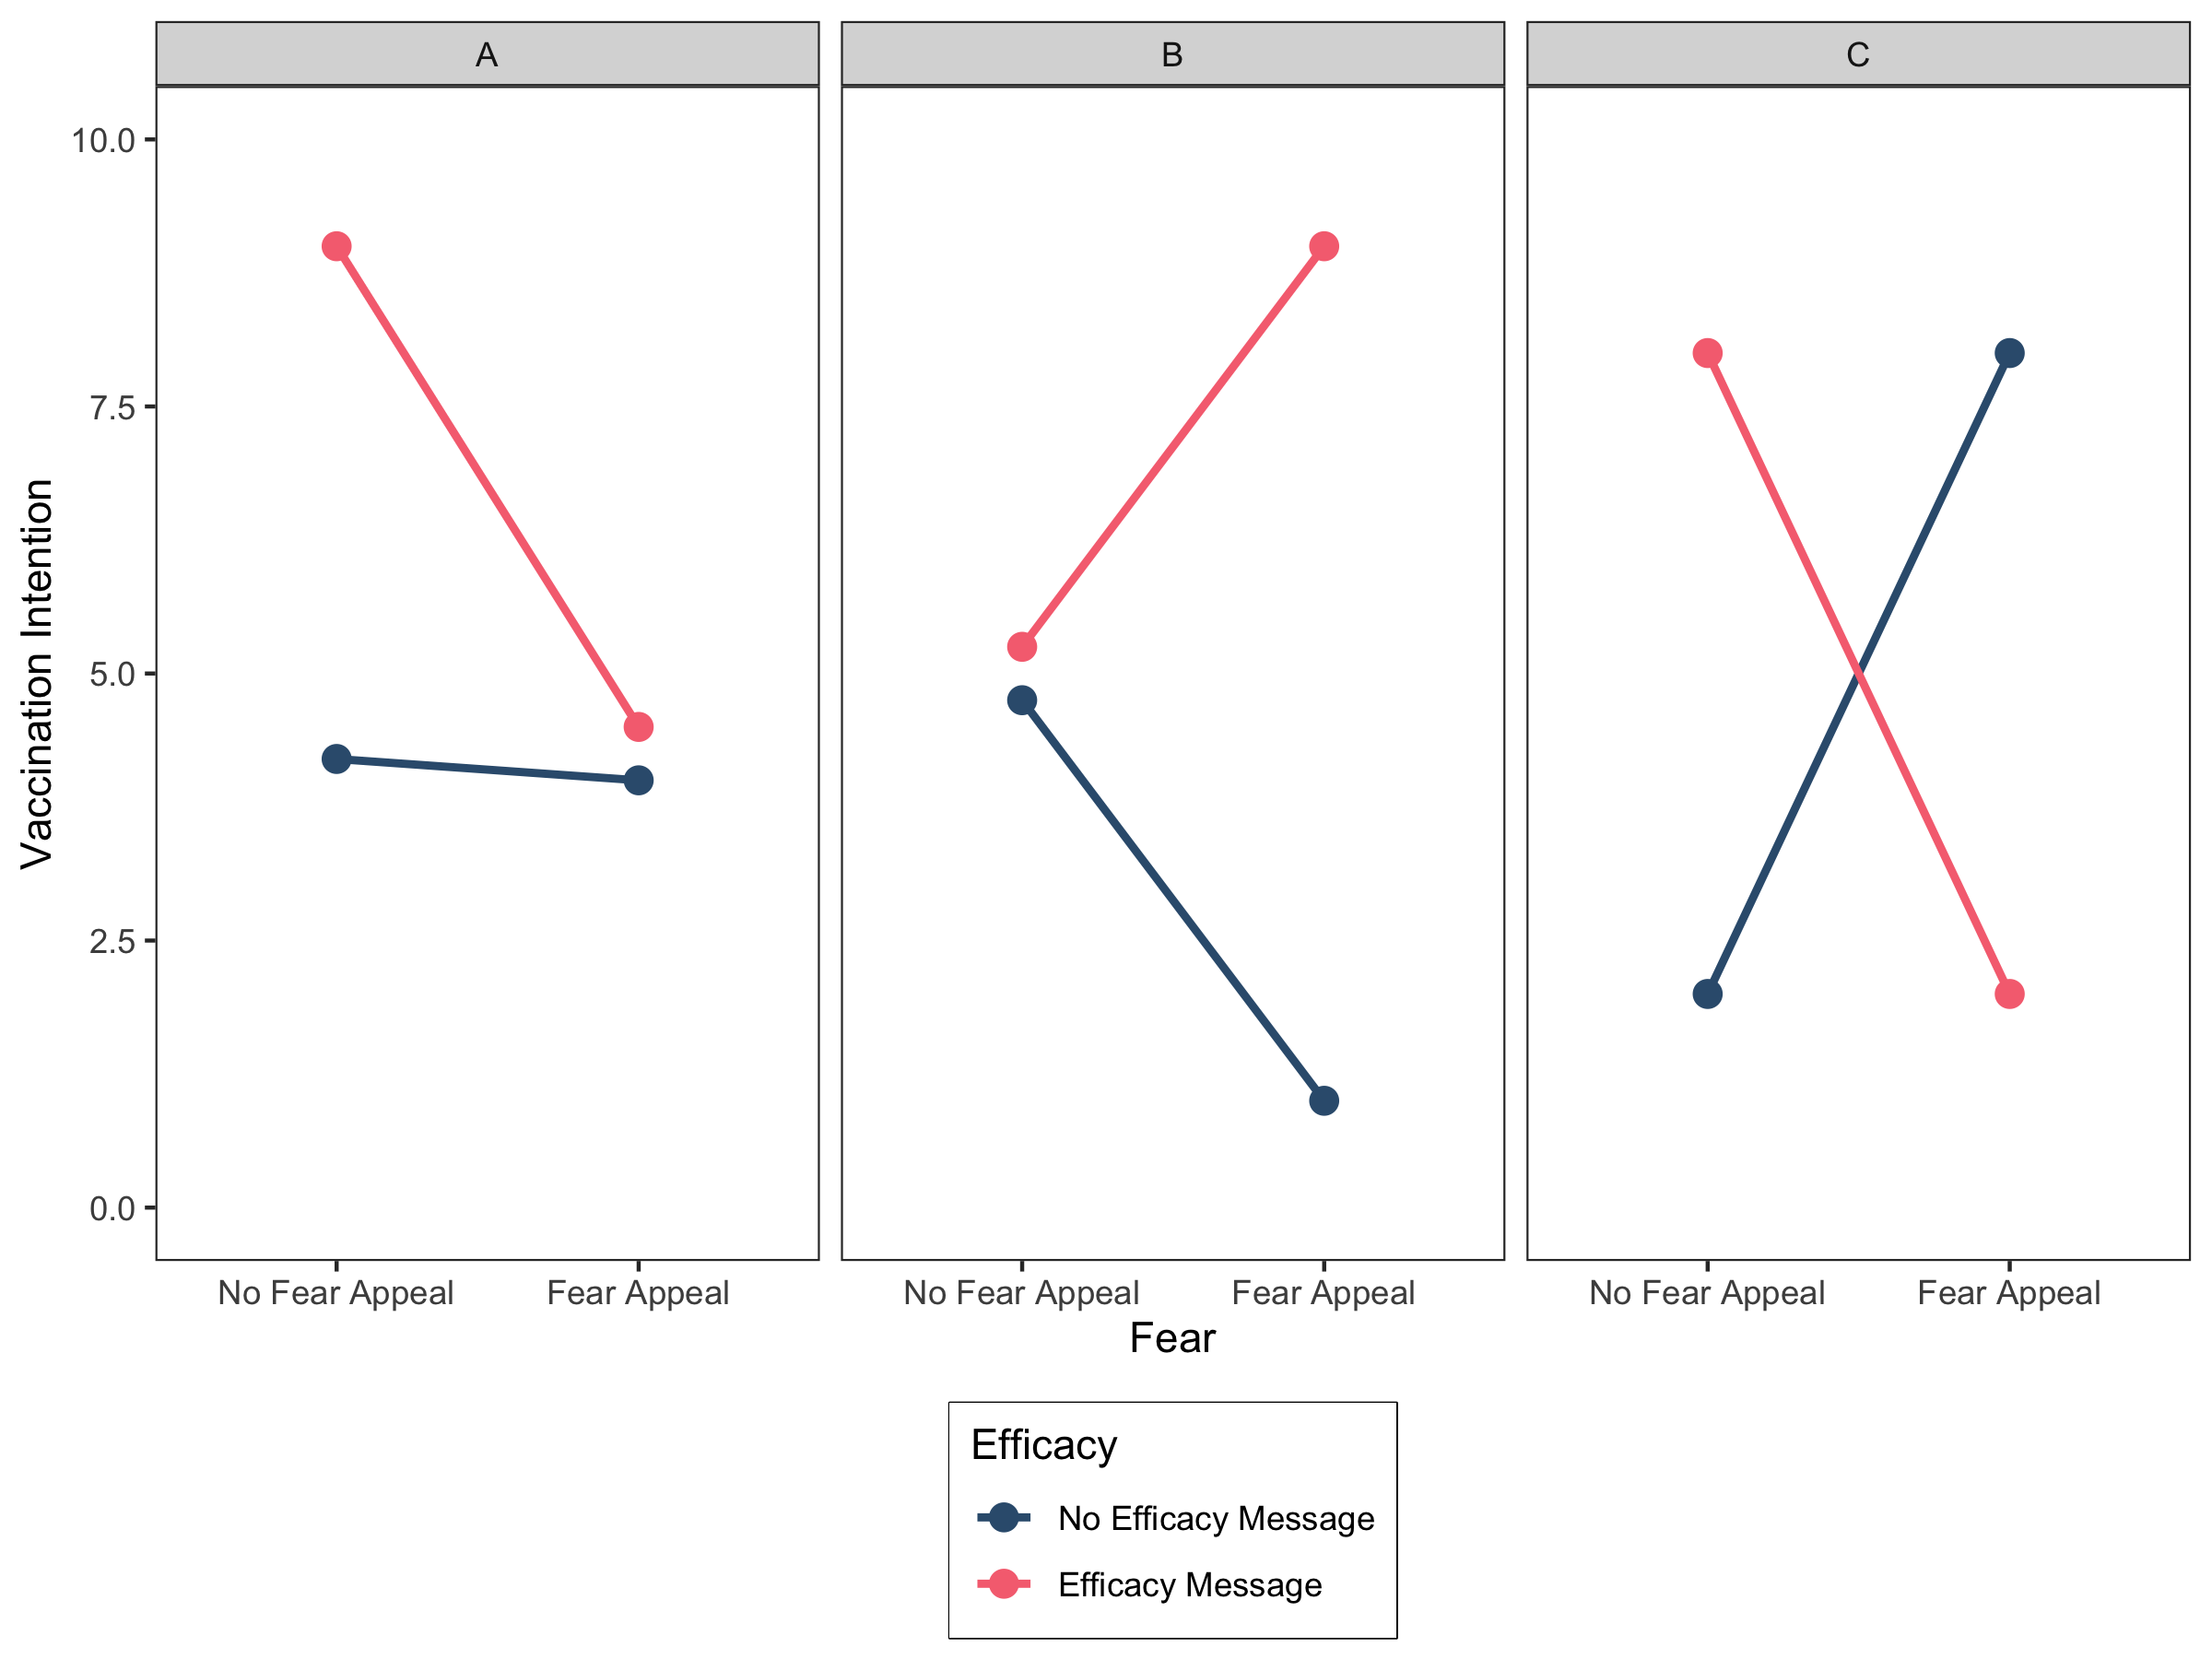 A
B
C
10.0
7.5
5.0
2.5
0.0
Vaccination Intention
No Fear Appeal
Fear Appeal
No Fear Appeal
Fear Appeal
No Fear Appeal
Fear Appeal
Fear
Efficacy
No Efficacy Message
Efficacy Message